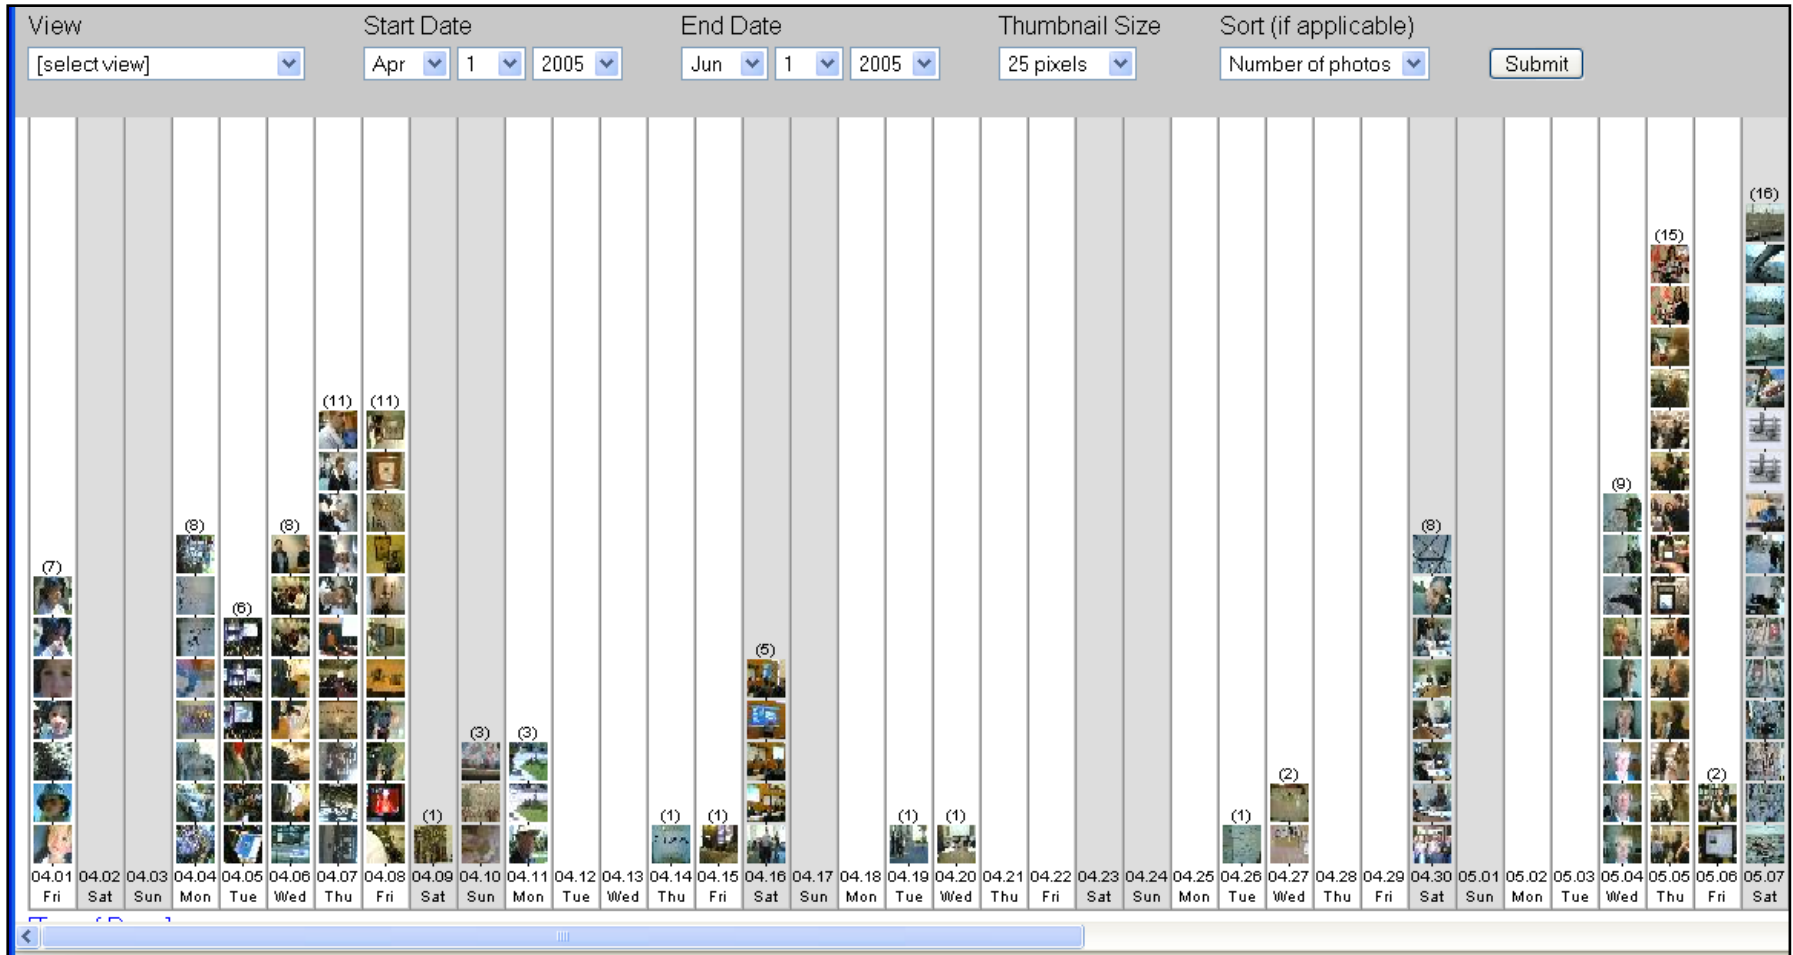 View Start Date End Date Thumbnail Size Sort (if applicable)
[select view] Apr 1 2005 Jun 1 2005 25 pixels Number of photos Submit
(16)
(15)
(11) (11)
(9)
(8) (8) (8)
(7)
(6)
(5)
(3) (3)
(2) (2)
(1) (1) (1) (1) (1) (1)
04.01 04.02 04.03 04.04 04.05 04.06 04.07 04.08 04.09 04.10 04.11 04.12 04.13 04.14 04.15 04.16 04.17 04.18 04.19 04.20 04.21 04.22 04.23 04.24 04.25 04.26 04.27 04.28 04.29 04.30 05.01 05.02 05.03 05.04 05.05 05.06 05.07
Fri Sat Sun Mon Tue Wed Thu Fri Sat Sun Mon Tue Wed Thu Fri Sat Sun Mon Tue Wed Thu Fri Sat Sun Mon Tue Wed Thu Fri Sat Sun Mon Tue Wed Thu Fri Sat